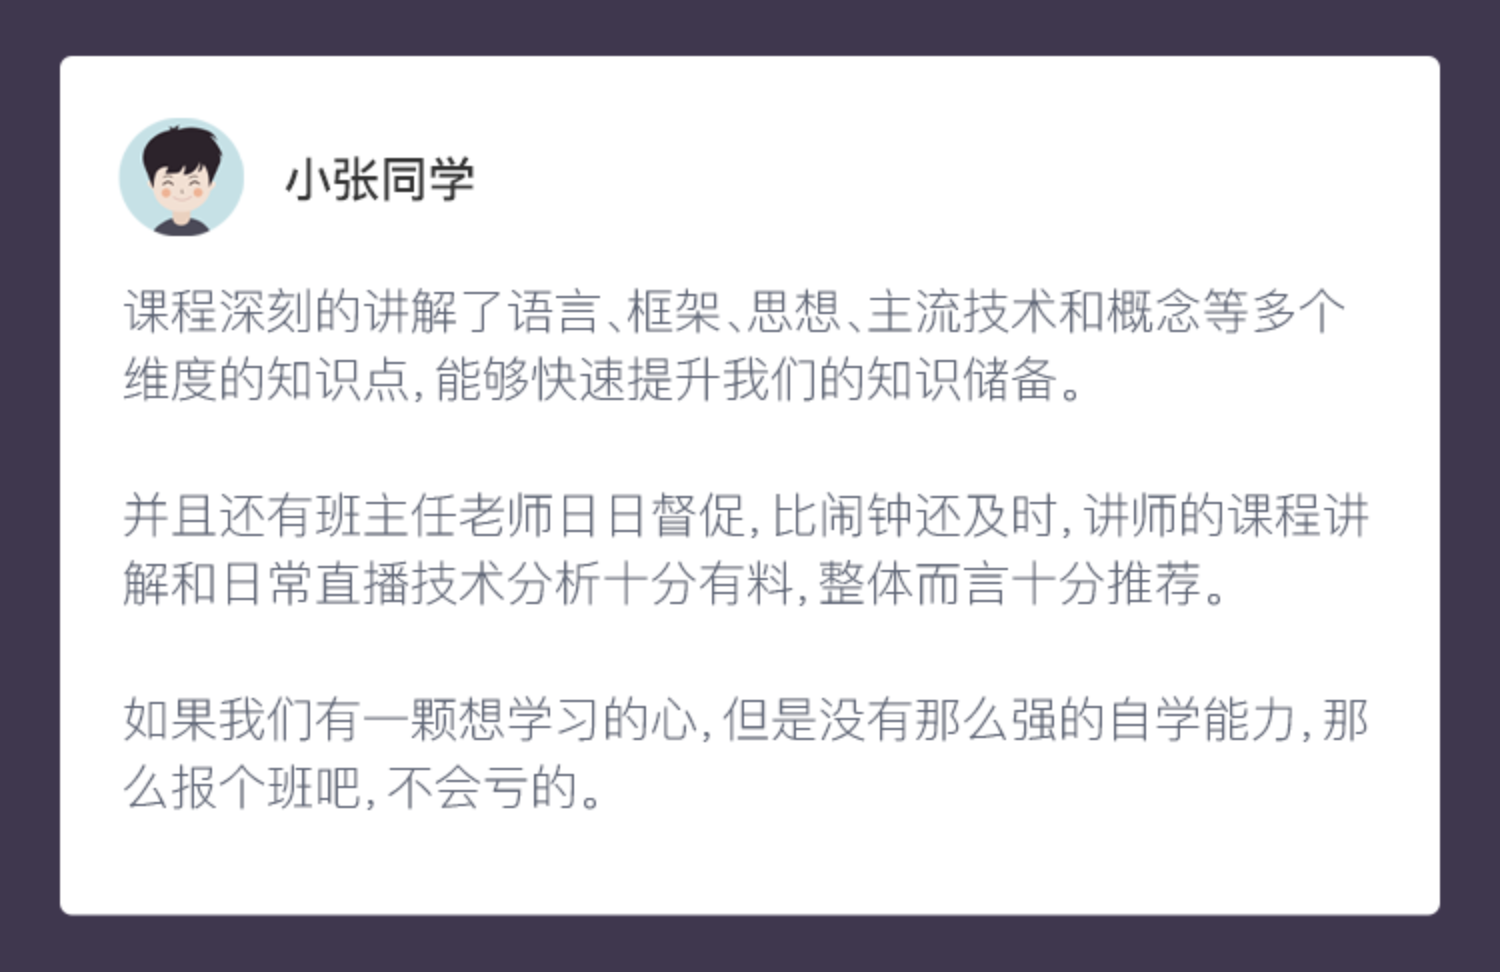 小张同学
课程深刻的讲解了语言、框架、思想、主流技术和概念等多个
维度的知识点,能够快速提升我们的知识储备。
并且还有班主任老师日日督促,比闹钟还及时,讲师的课程讲
解和日常直播技术分析十分有料,整体而言十分推荐。
如果我们有一颗想学习的心,但是没有那么强的自学能力,那
么报个班吧,不会亏的。